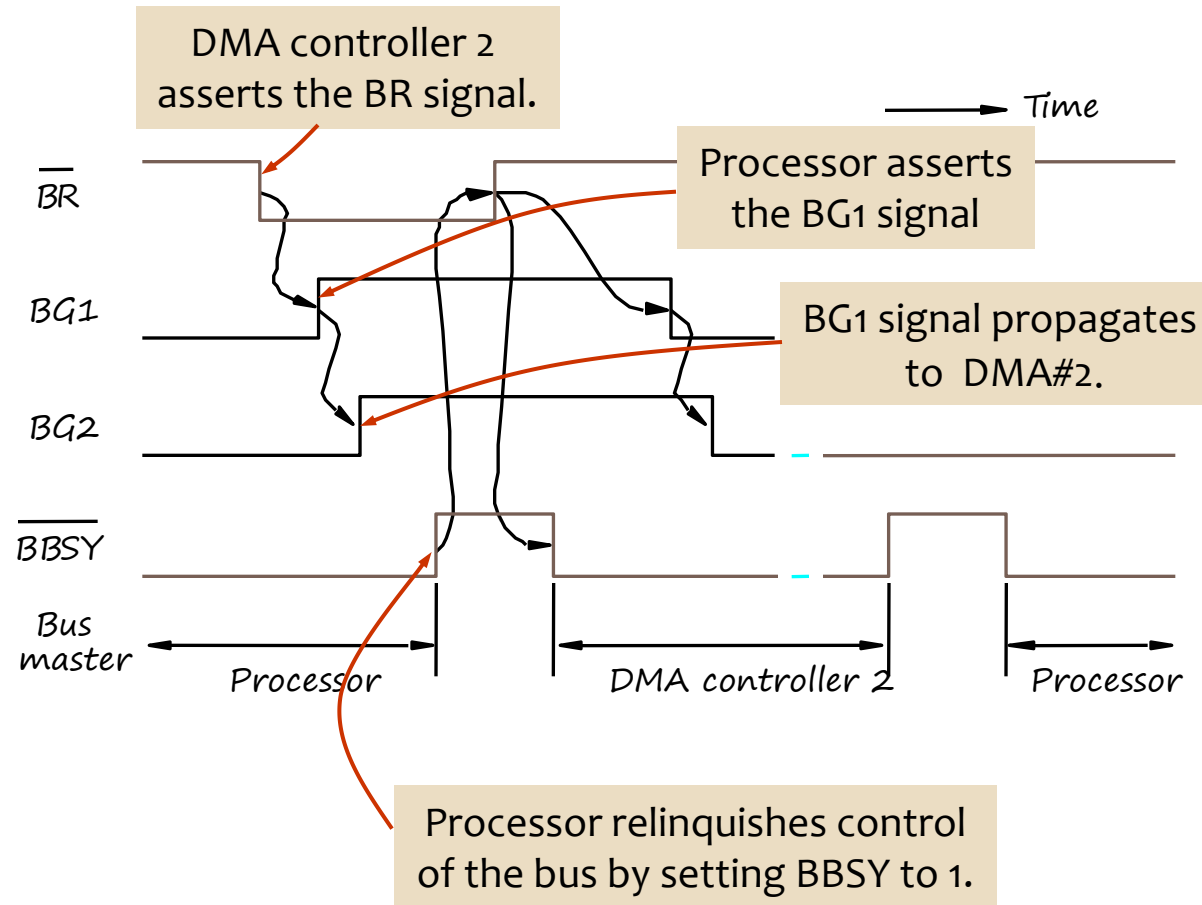 DMA controller 2
asserts the BR signal.
Time
BR
Processor asserts
the BG1 signal
BG1
BG1 signal propagates
to DMA#2.
BG2
BBSY
Bus
master
Processor
DMA controller 2
Processor
Processor relinquishes control
of the bus by setting BBSY to 1.